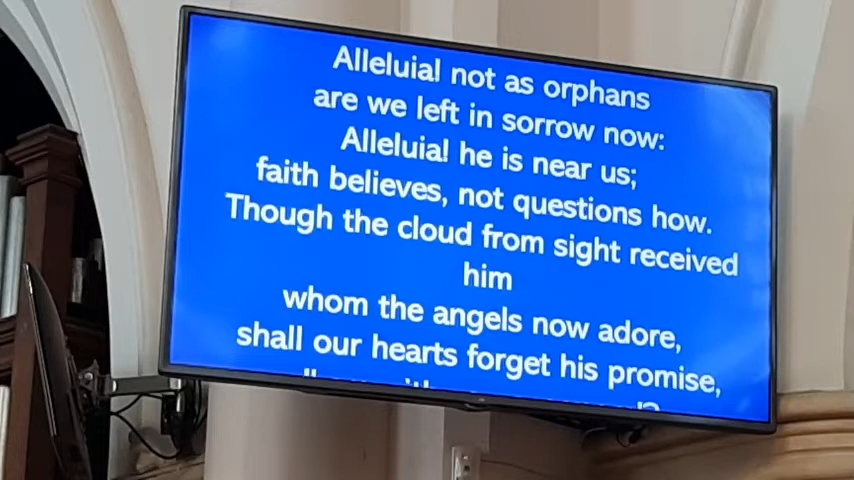 Alleluia! not as orphans
are we left in sorrow now:
Alleluia! he is near us;
faith believes, not questions how.
Though the cloud from sight received
him
whom the angels now adore,
shall our hearts forget his promise,